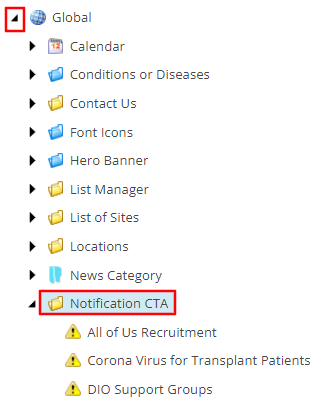 Global
Calendar
Conditions or Diseases
Contact Us
Font Icons
Hero Banner
List Manager
List of Sites
Locations
News Category
Notification CTA
All of Us Recruitment
Corona Virus for Transplant Patients
DIO Support Groups